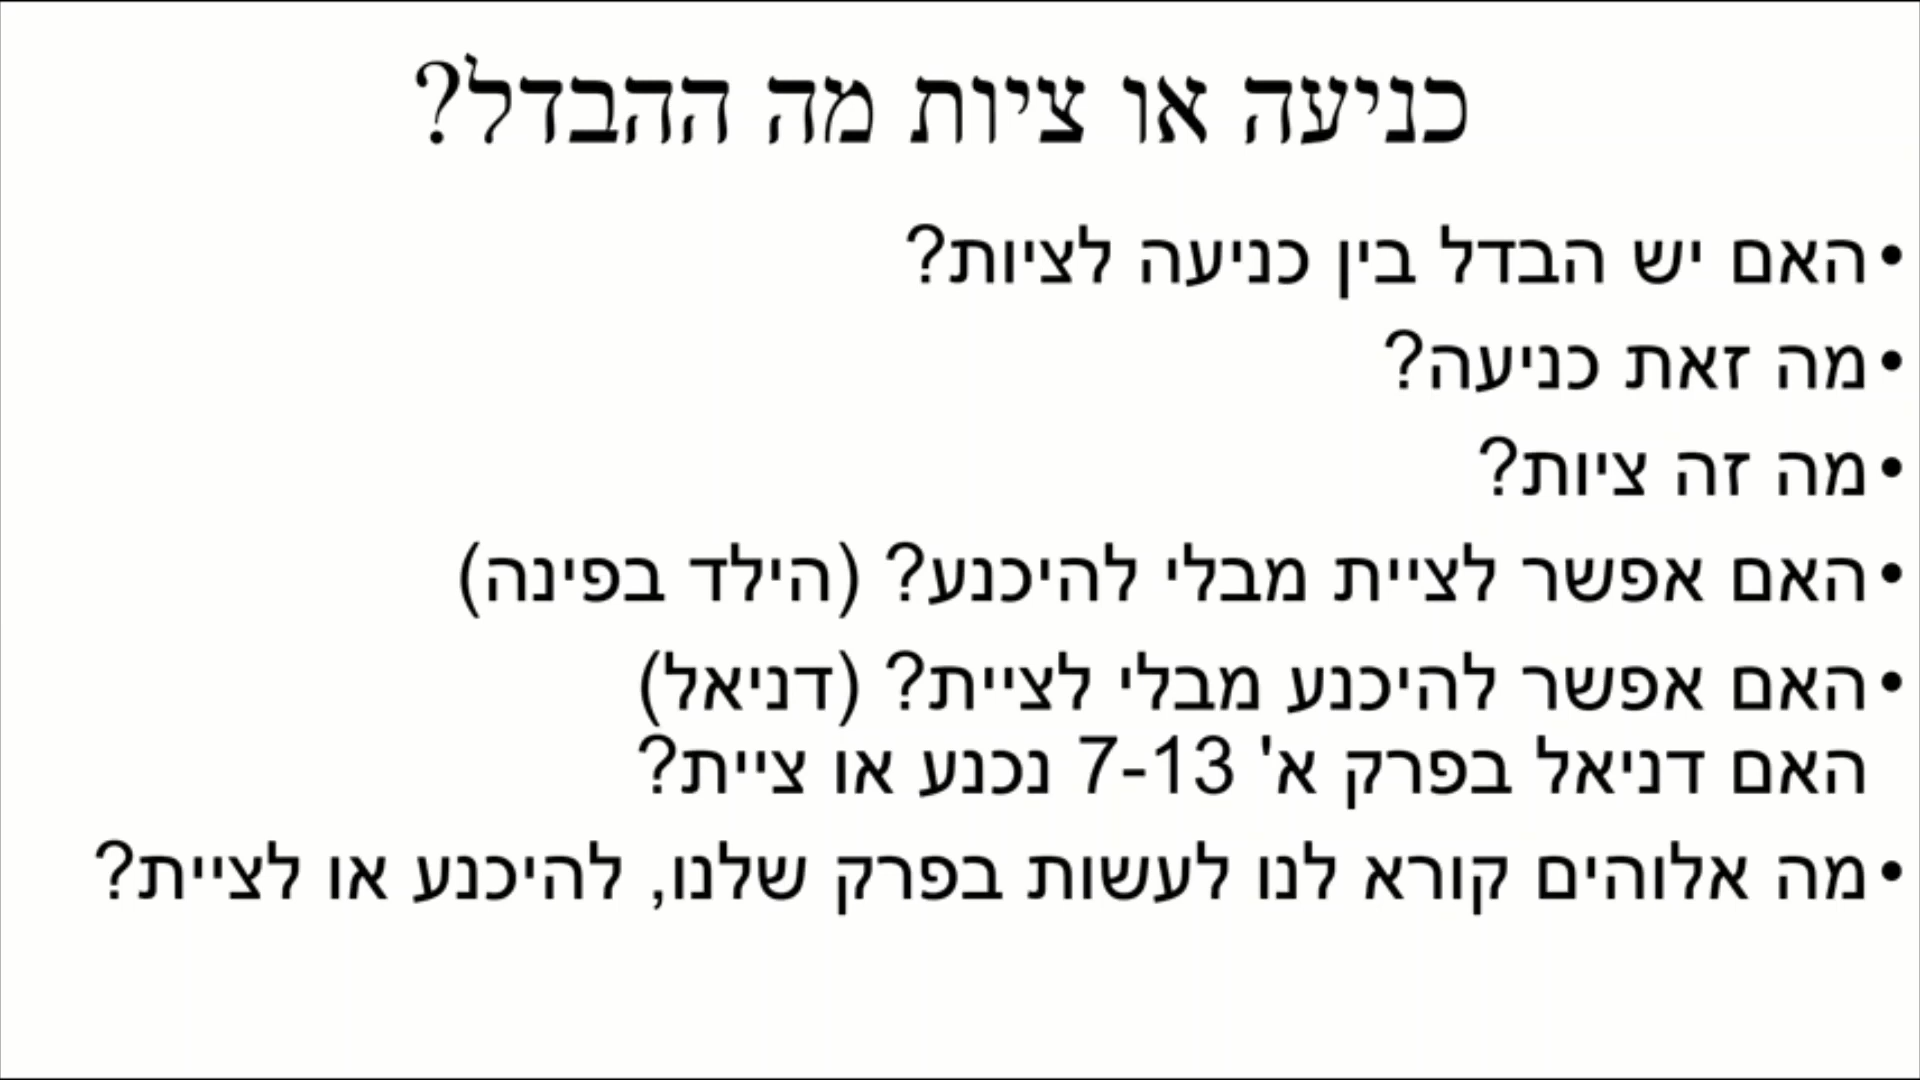 כניעה או ציות מה ההבדל?
•האם יש הבדל בין כניעה לציות?
•מה זאת כניעה?
•מה זה ציות?
•האם אפשר לציית מבלי להיכנע? (הילד בפינה)
•האם אפשר להיכנע מבלי לציית? (דניאל)
האם דניאל בפרק א' 7-13 נכנע או ציית?
•מה אלוהים קורא לנו לעשות בפרק שלנו, להיכנע או לציית?